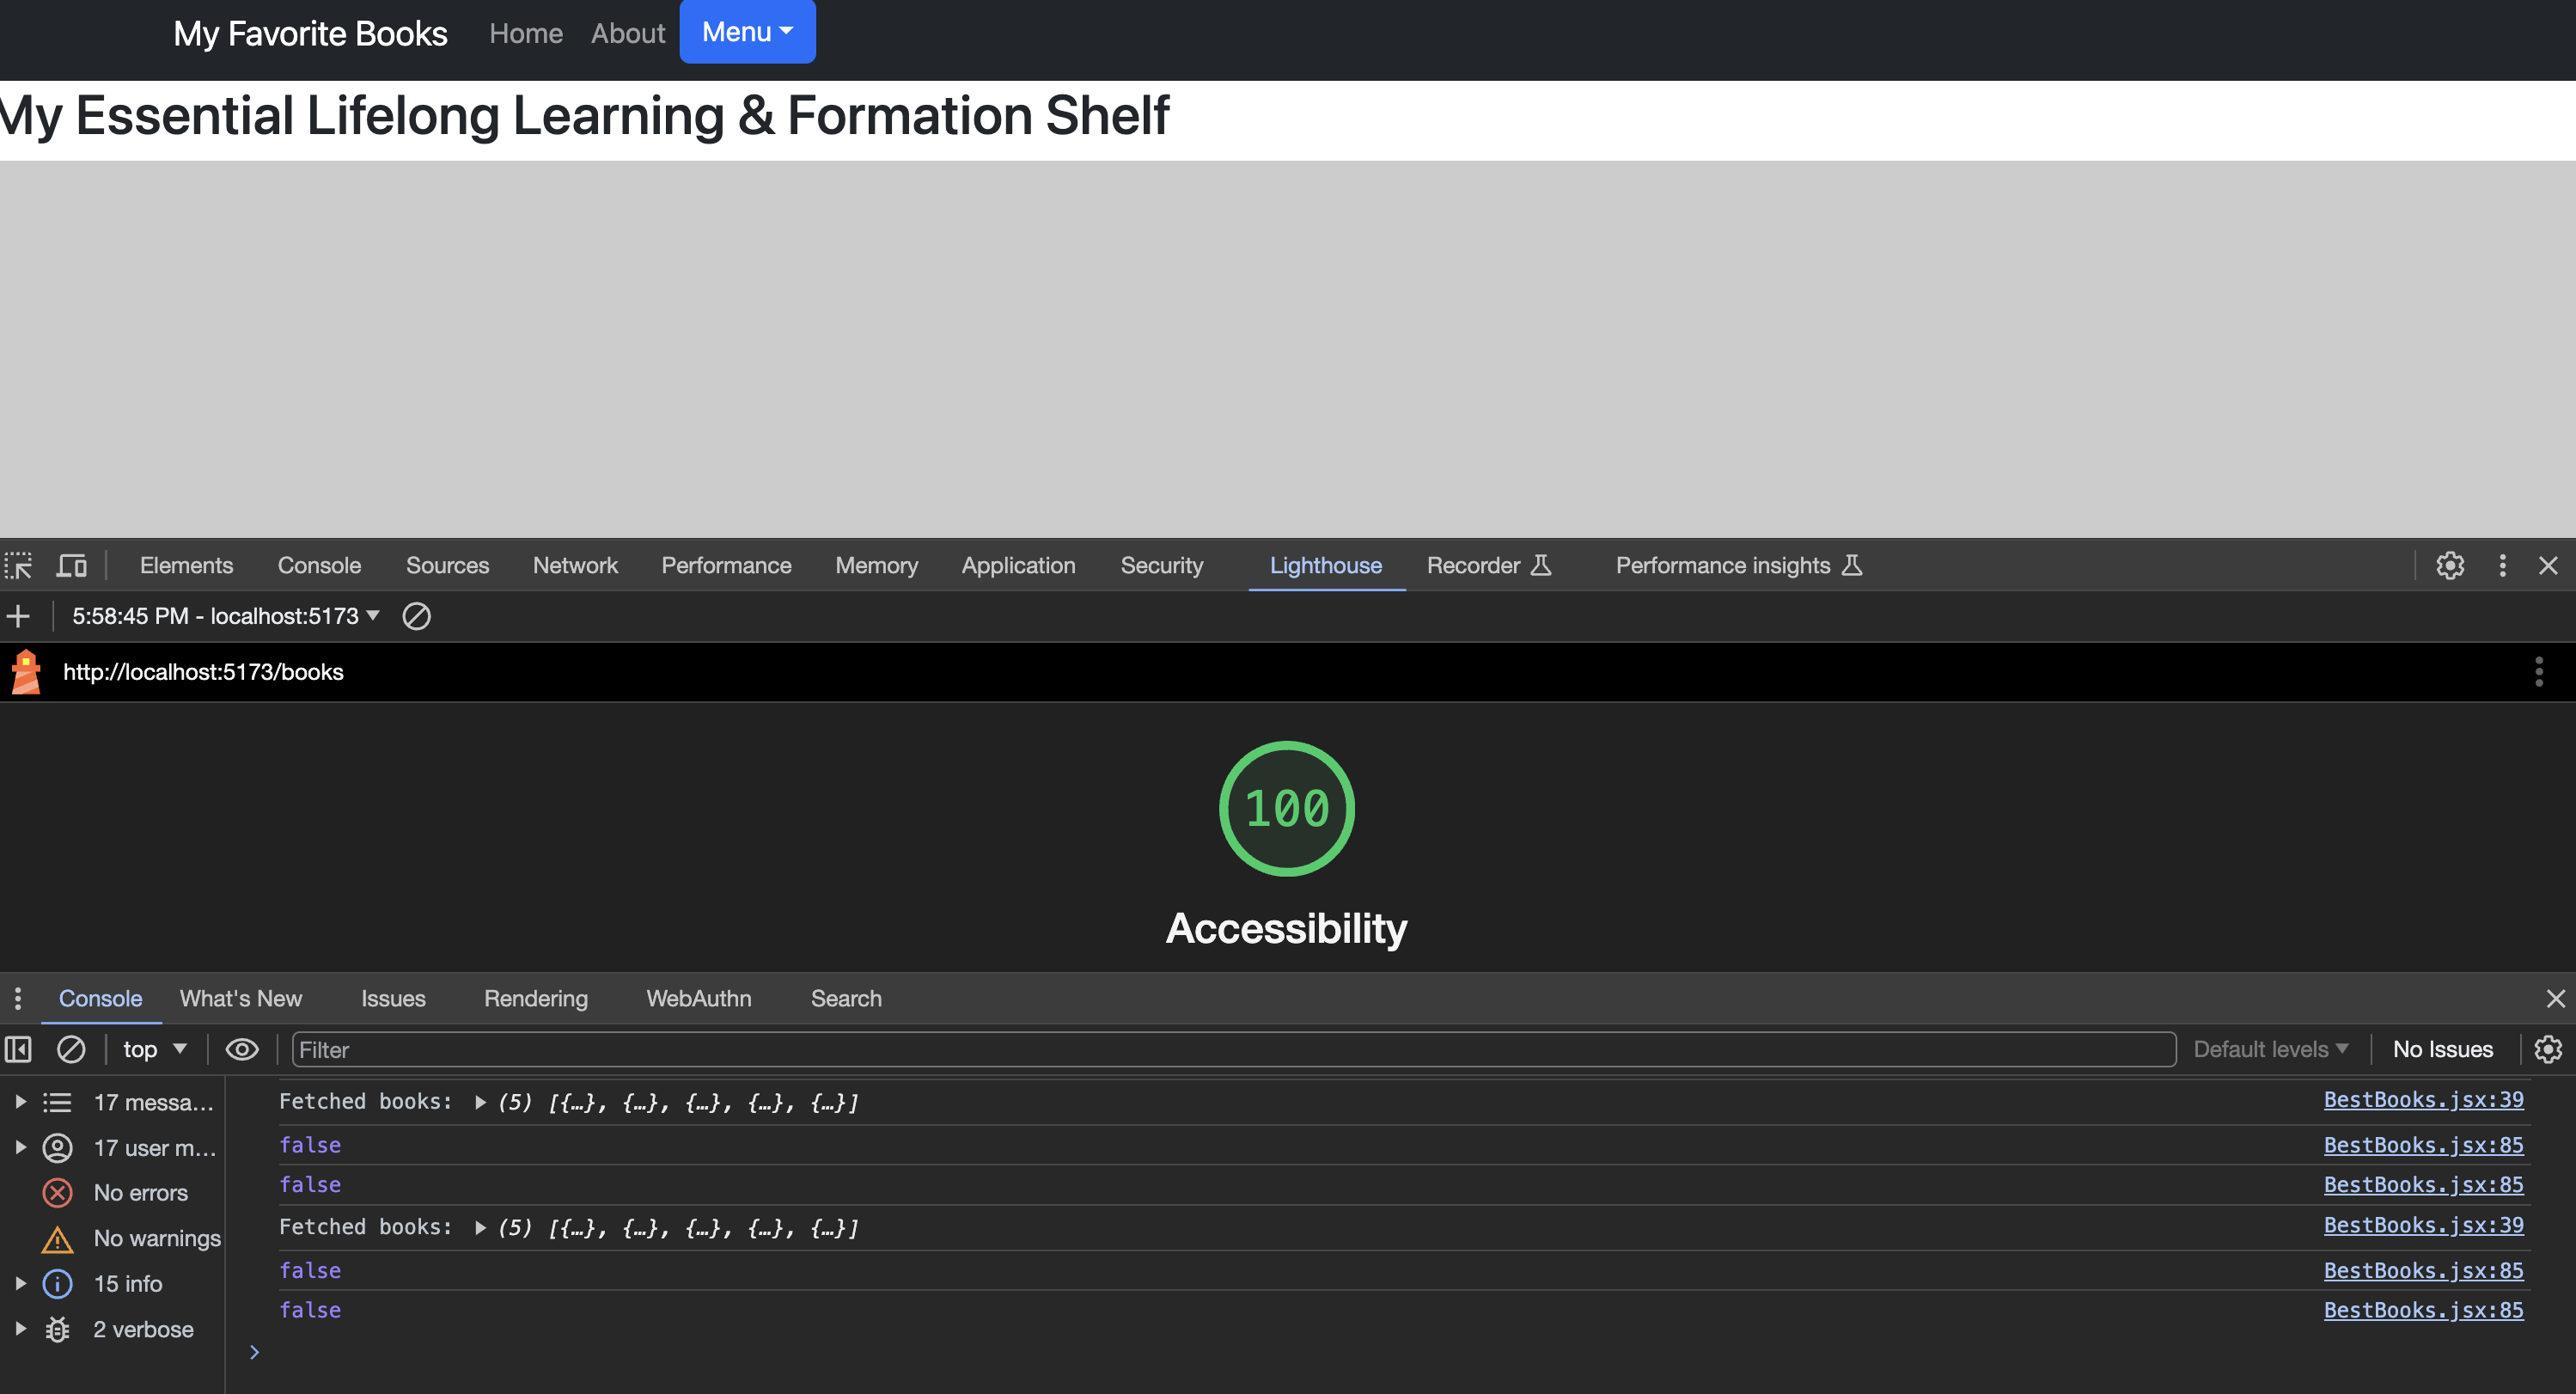 My Favorite Books Home About Menu
My Essential Lifelong Learning & Formation Shelf
Elements Console Sources Network Performance Memory Application Security Lighthouse Recorder Performance insights
5:58:45 PM - localhost:5173
http://localhost:5173/books
100
Accessibility
Console What's New Issues Rendering WebAuthn Search
top Filter Default levels No Issues
17 messa…
17 user m…
No errors
No warnings
15 info
2 verbose
Fetched books: (5) [{…}, {…}, {…}, {…}, {…}] BestBooks.jsx:39
false BestBooks.jsx:85
false BestBooks.jsx:85
Fetched books: (5) [{…}, {…}, {…}, {…}, {…}] BestBooks.jsx:39
false BestBooks.jsx:85
false BestBooks.jsx:85